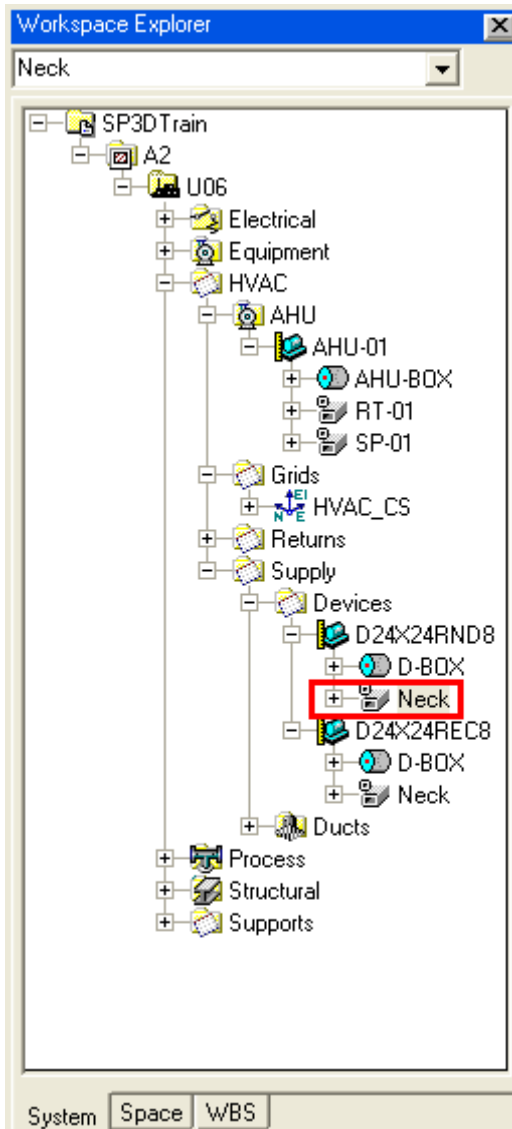 Workspace Explorer
Neck
SP3DTrain
A2
U06
Electrical
Equipment
HVAC
AHU
AHU-01
AHU-BOX
RT-01
SP-01
Grids
EI
N E
HVAC_CS
Returns
Supply
Devices
D24X24RND8
D-BOX
Neck
D24X24REC8
D-BOX
Neck
Ducts
Process
Structural
Supports
System Space WBS